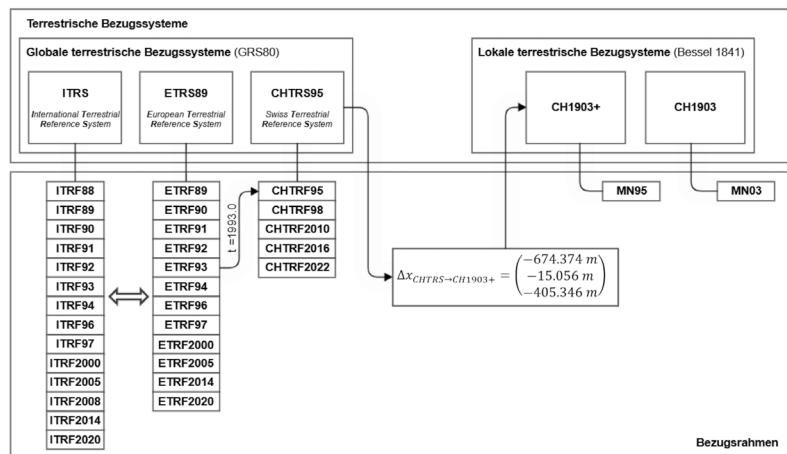 Terrestrische Bezugssysteme
Globale terrestrische Bezugssysteme (GRS80)
ITRS
International Terrestrial
Reference System
ETRS89
European Terrestrial
Reference System
CHTRS95
Swiss Terrestrial
Reference System
Lokale terrestrische Bezugsysteme (Bessel 1841)
CH1903+
CH1903
MN95
MN03
ITRF88
ITRF89
ITRF90
ITRF91
ITRF92
ITRF93
ITRF94
ITRF96
ITRF97
ITRF2000
ITRF2005
ITRF2008
ITRF2014
ITRF2020
ETRF89
ETRF90
ETRF91
ETRF92
ETRF93
ETRF94
ETRF96
ETRF97
ETRF2000
ETRF2005
ETRF2014
ETRF2020
t =1993.0
CHTRF95
CHTRF98
CHTRF2010
CHTRF2016
CHTRF2022
Δx CHTRS→CH1903+ = (−674.374 m
−15.056 m
−405.346 m)
Bezugsrahmen